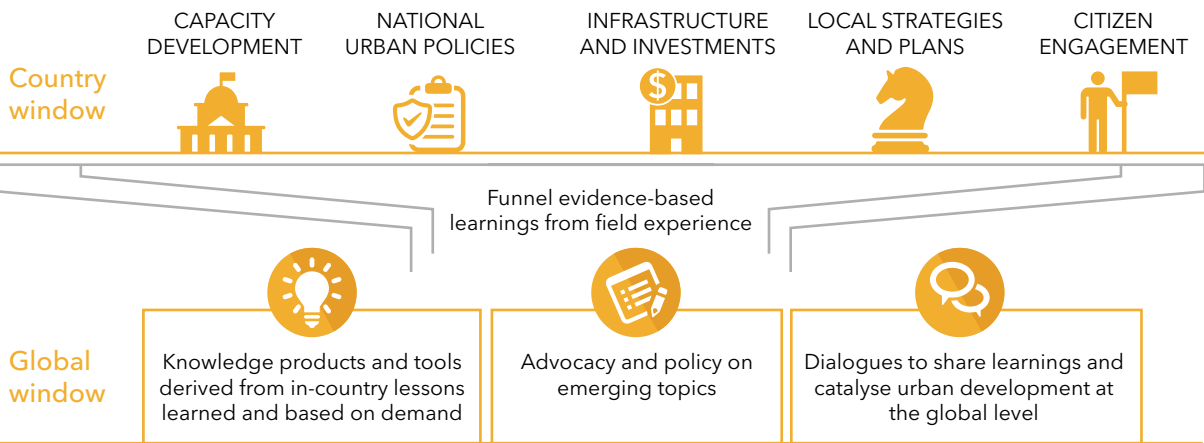 CAPACITY
DEVELOPMENT
NATIONAL
URBAN POLICIES
INFRASTRUCTURE
AND INVESTMENTS
LOCAL STRATEGIES
AND PLANS
CITIZEN
ENGAGEMENT
Country
window
$
Funnel evidence-based
learnings from field experience
Global
window
Knowledge products and tools
derived from in-country lessons
learned and based on demand
Advocacy and policy on
emerging topics
Dialogues to share learnings and
catalyse urban development at
the global level